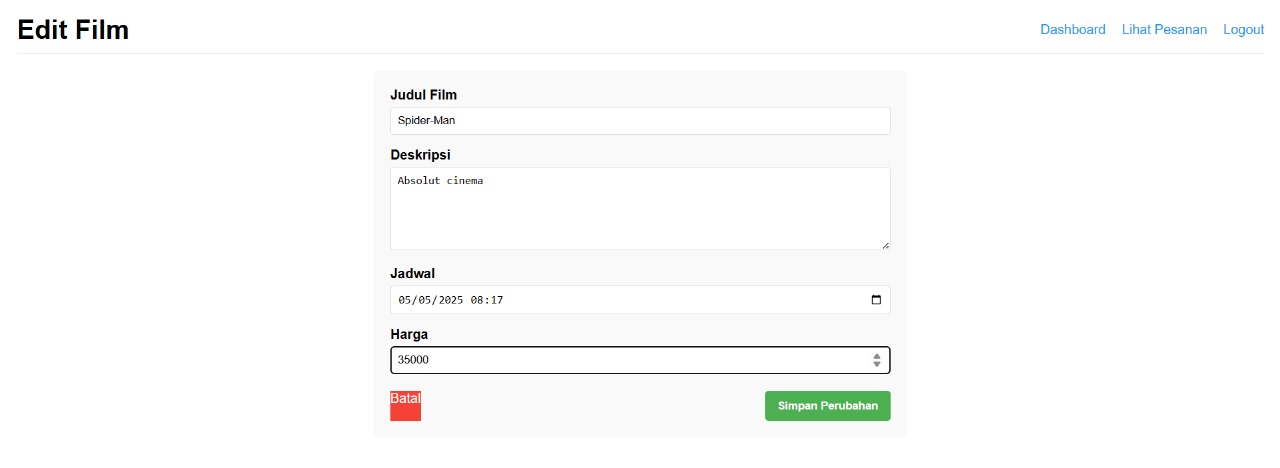 Edit Film
Dashboard Lihat Pesanan Logout
Judul Film
Spider-Man
Deskripsi
Absolut cinema
Jadwal
05/05/2025 08:17
Harga
35000
Batal
Simpan Perubahan